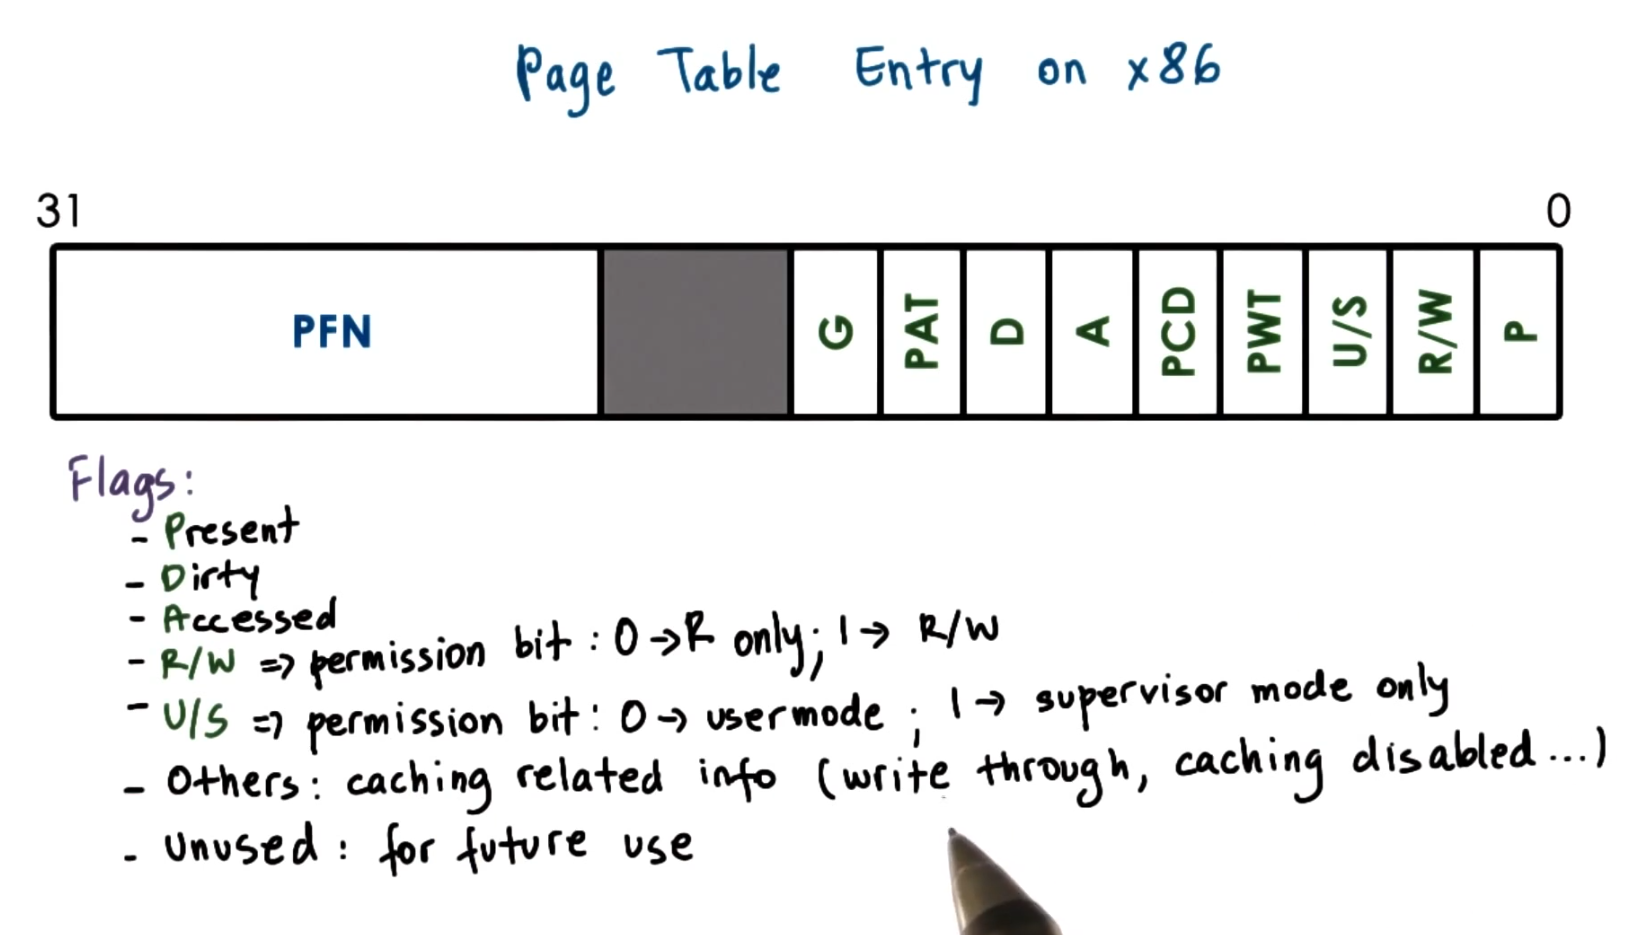 Page Table Entry on x86
31 0
PFN G PAT D A PCD PWT U/S R/W P
Flags:
- Present
- Dirty
- Accessed
- R/W => permission bit: 0 → R only; 1 → R/W
- U/S => permission bit: 0 → usermode; 1 → supervisor mode only
- Others: caching related info (write through, caching disabled...)
- Unused: for future use